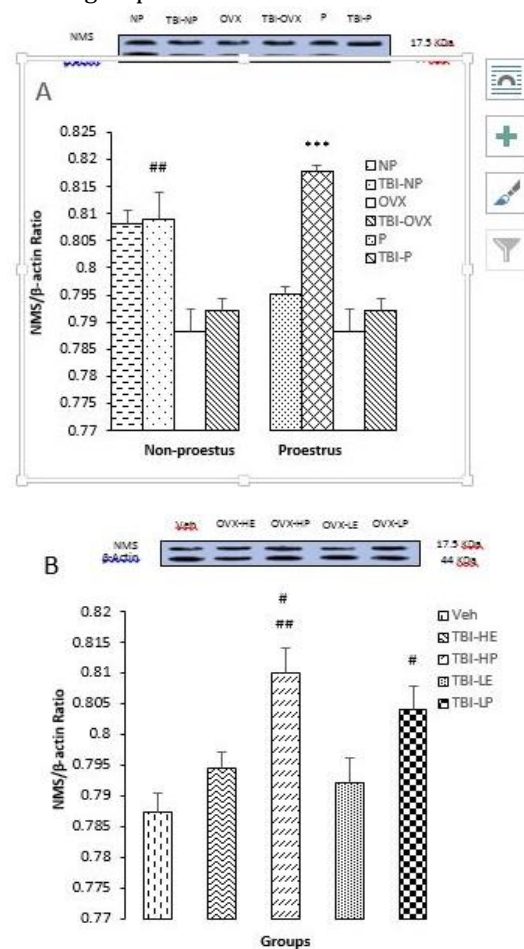 NP TBI-NP OVX TBI-OVX P TBI-P
NMS 17.5 KDa
A
NMS/β-actin Ratio
0.825
0.82
0.815
0.81
0.805
0.8
0.795
0.79
0.785
0.78
0.775
0.77
##
***
NP
TBI-NP
OVX
TBI-OVX
P
TBI-P
Non-proestus Proestrus
Veh OVX-HE OVX-HP OVX-LE OVX-LP
NMS 17.5 KDa
β-Actin 44 KDa
B
NMS/β-actin Ratio
0.82
0.815
0.81
0.805
0.8
0.795
0.79
0.785
0.78
0.775
0.77
#
##
#
Veh
TBI-HE
TBI-HP
TBI-LE
TBI-LP
Groups